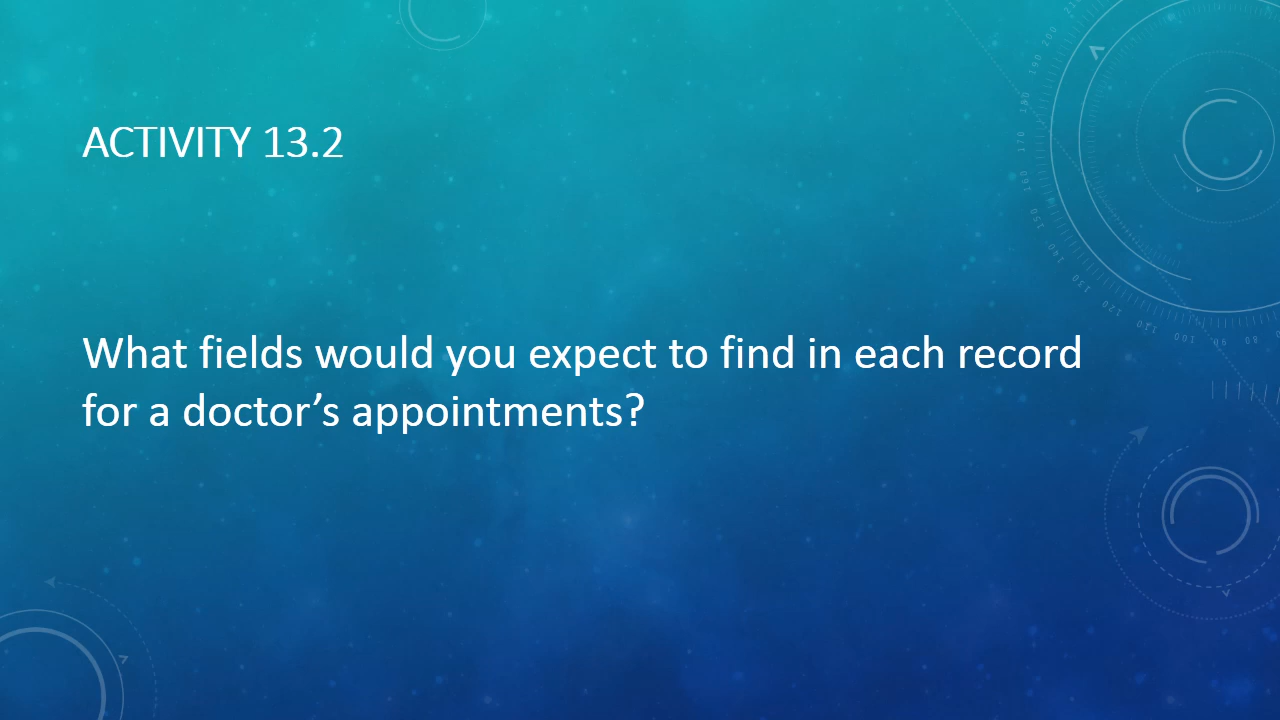 ACTIVITY 13.2
What fields would you expect to find in each record
for a doctor’s appointments?